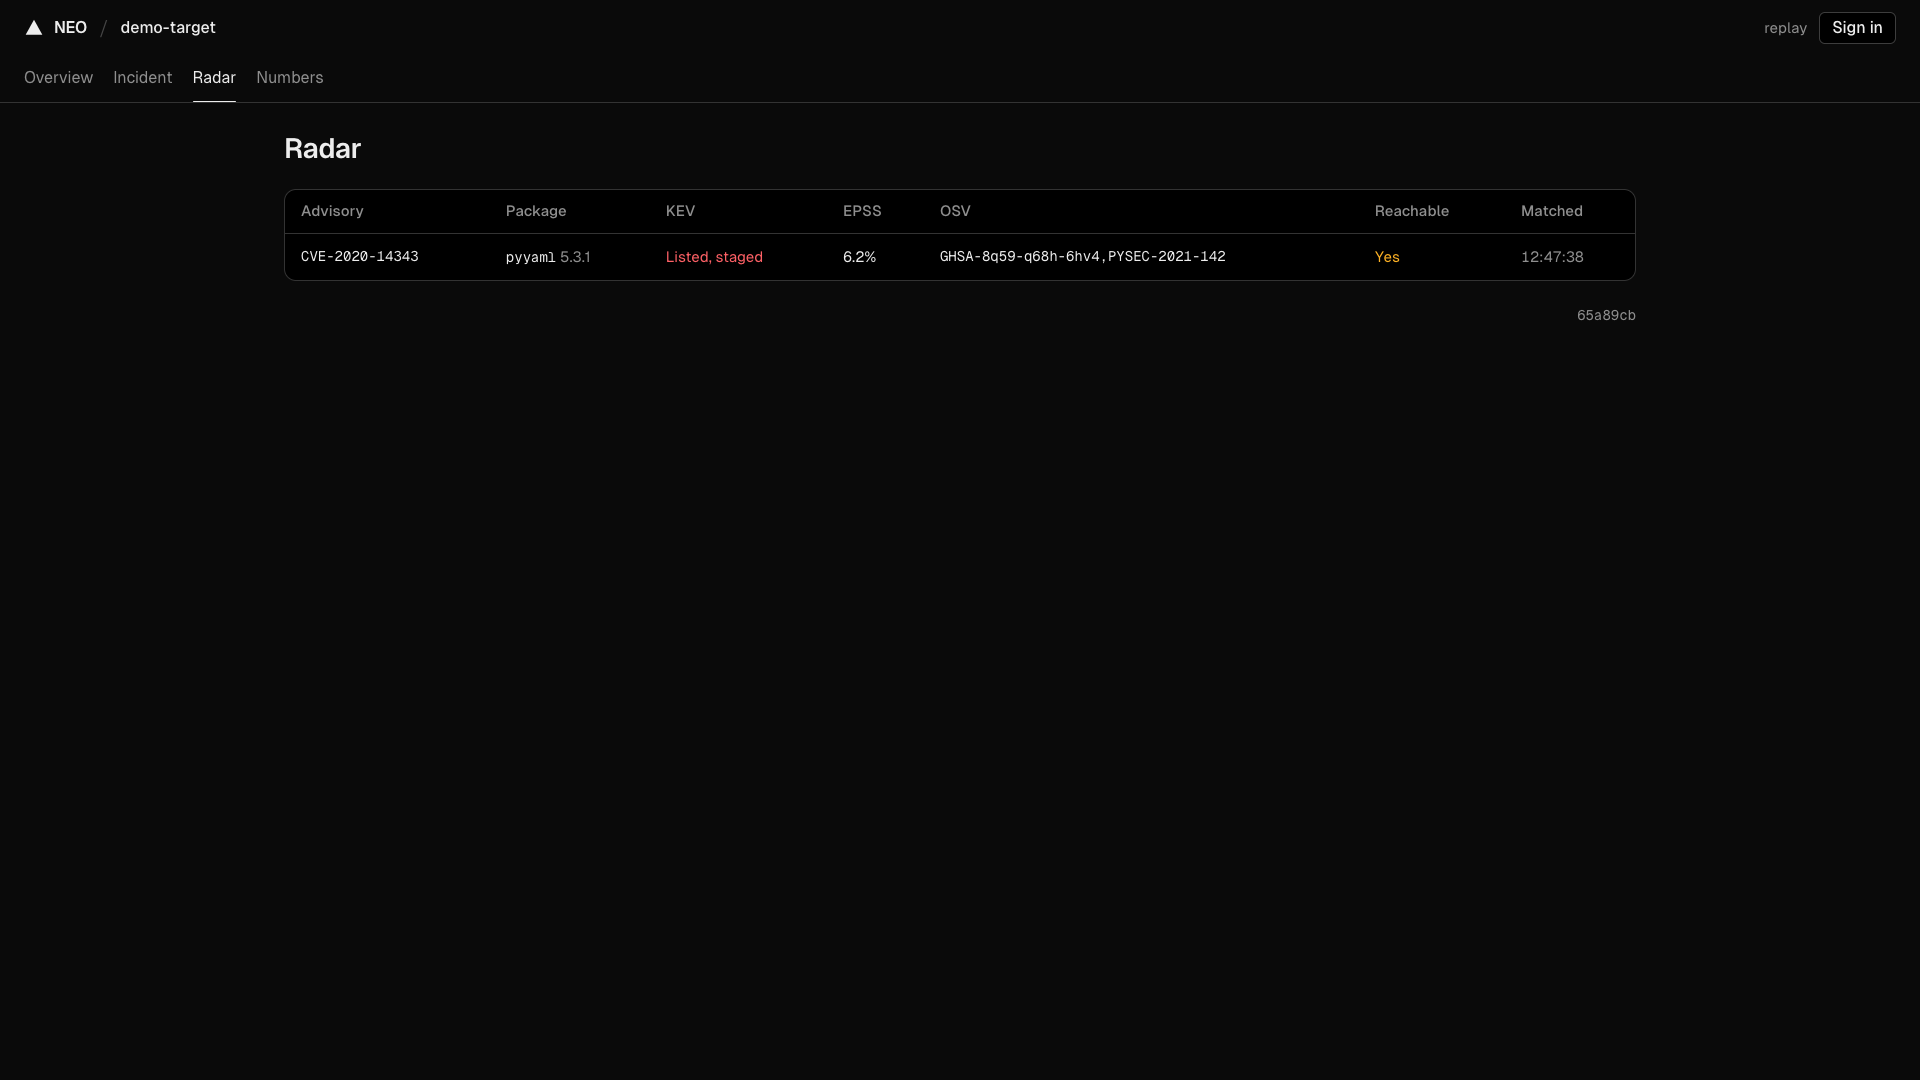 NEO / demo-target replay Sign in
Overview Incident Radar Numbers
Radar
Advisory Package KEV EPSS OSV Reachable Matched
CVE-2020-14343 pyyaml 5.3.1 Listed, staged 6.2% GHSA-8q59-q68h-6hv4,PYSEC-2021-142 Yes 12:47:38
65a89cb